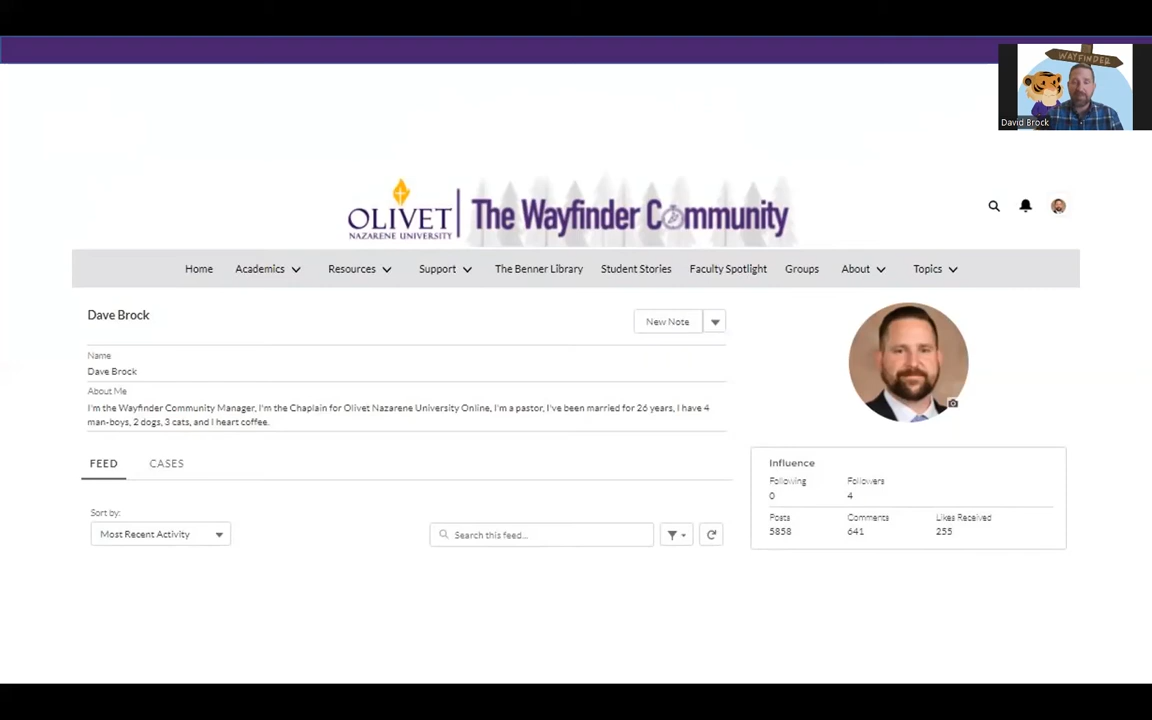 WAYFINDER
David Brock
OLIVET
NAZARENE UNIVERSITY
The Wayfinder Community
Home Academics Resources Support The Benner Library Student Stories Faculty Spotlight Groups About Topics
Dave Brock
New Note
Name
Dave Brock
About Me
I'm the Wayfinder Community Manager, I'm the Chaplain for Olivet Nazarene University Online, I'm a pastor, I've been married for 26 years, I have 4
man-boys, 2 dogs, 3 cats, and I heart coffee.
FEED CASES
Sort by:
Most Recent Activity
Search this feed...
Influence
Following Followers
0 4
Posts Comments Likes Received
5858 641 255